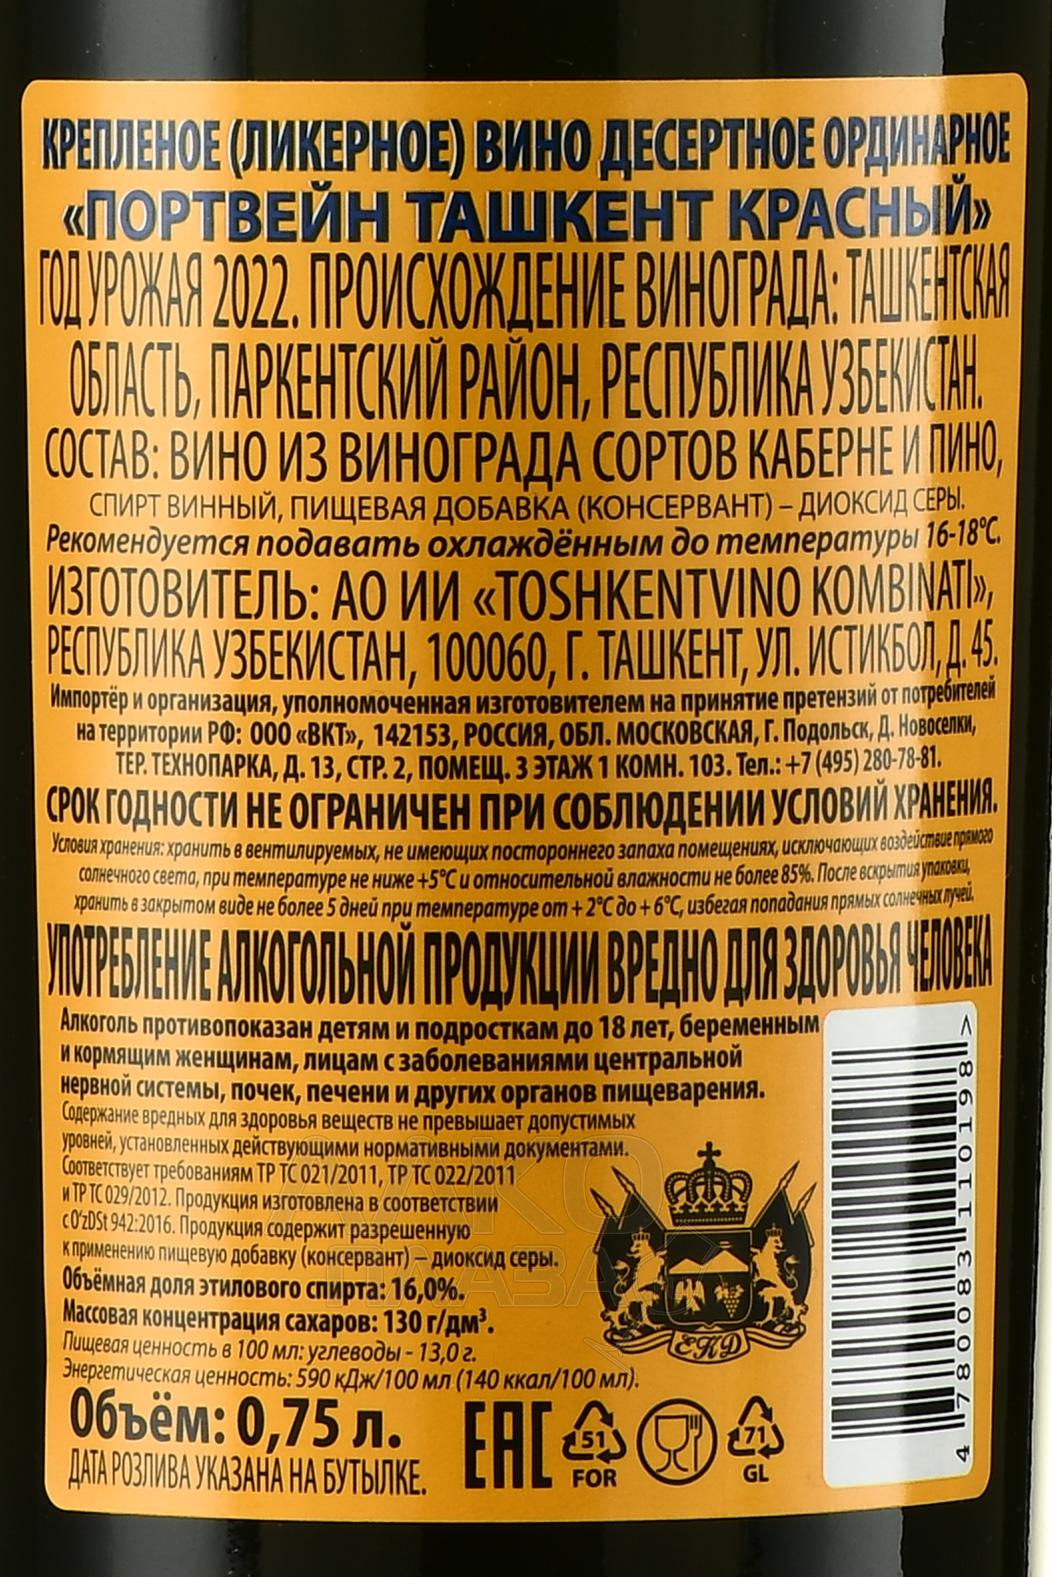 КРЕПЛЕНОЕ (ЛИКЕРНОЕ) ВИНО ДЕСЕРТНОЕ ОРДИНАРНОЕ
«ПОРТВЕЙН ТАШКЕНТ КРАСНЫЙ»
ГОД УРОЖАЯ 2022. ПРОИСХОЖДЕНИЕ ВИНОГРАДА: ТАШКЕНТСКАЯ
ОБЛАСТЬ, ПАРКЕНТСКИЙ РАЙОН, РЕСПУБЛИКА УЗБЕКИСТАН.
СОСТАВ: ВИНО ИЗ ВИНОГРАДА СОРТОВ КАБЕРНЕ И ПИНО,
СПИРТ ВИННЫЙ, ПИЩЕВАЯ ДОБАВКА (КОНСЕРВАНТ) – ДИОКСИД СЕРЫ.
Рекомендуется подавать охлаждённым до температуры 16-18°С.
ИЗГОТОВИТЕЛЬ: АО ИИ «TOSHKENTVINO KOMBINATI»,
РЕСПУБЛИКА УЗБЕКИСТАН, 100060, Г. ТАШКЕНТ, УЛ. ИСТИКБОЛ, Д. 45.
Импортёр и организация, уполномоченная изготовителем на принятие претензий от потребителей
на территории РФ: ООО «ВКТ», 142153, РОССИЯ, ОБЛ. МОСКОВСКАЯ, Г. Подольск, Д. Новоселки,
ТЕР. ТЕХНОПАРКА, Д. 13, СТР. 2, ПОМЕЩ. 3 ЭТАЖ 1 КОМН. 103. Тел.: +7 (495) 280-78-81.
СРОК ГОДНОСТИ НЕ ОГРАНИЧЕН ПРИ СОБЛЮДЕНИИ УСЛОВИЙ ХРАНЕНИЯ.
Условия хранения: хранить в вентилируемых, не имеющих постороннего запаха помещениях, исключающих воздействие прямого
солнечного света, при температуре не ниже +5°С и относительной влажности не более 85%. После вскрытия упаковки,
хранить в закрытом виде не более 5 дней при температуре от + 2°С до + 6°С, избегая попадания прямых солнечных лучей.
УПОТРЕБЛЕНИЕ АЛКОГОЛЬНОЙ ПРОДУКЦИИ ВРЕДНО ДЛЯ ЗДОРОВЬЯ ЧЕЛОВЕКА
Алкоголь противопоказан детям и подросткам до 18 лет, беременным
и кормящим женщинам, лицам с заболеваниями центральной
нервной системы, почек, печени и других органов пищеварения.
Содержание вредных для здоровья веществ не превышает допустимых
уровней, установленных действующими нормативными документами.
Соответствует требованиям ТР ТС 021/2011, ТР ТС 022/2011
и ТР ТС 029/2012. Продукция изготовлена в соответствии
с O'zDSt 942:2016. Продукция содержит разрешенную
к применению пищевую добавку (консервант) – диоксид серы.
Объёмная доля этилового спирта: 16,0%.
Массовая концентрация сахаров: 130 г/дм³.
Пищевая ценность в 100 мл: углеводы - 13,0 г.
Энергетическая ценность: 590 кДж/100 мл (140 ккал/100 мл).
Объём: 0,75 л.
ДАТА РОЗЛИВА УКАЗАНА НА БУТЫЛКЕ.
ЕКД
ЕАС
51
FOR
71
GL
4 780083 110198 >